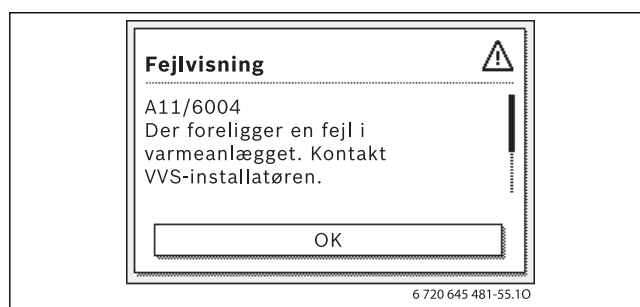 Fejlvisning
A11/6004
Der foreligger en fejl i
varmeanlægget. Kontakt
VVS-installatøren.
OK
6 720 645 481-55.1O